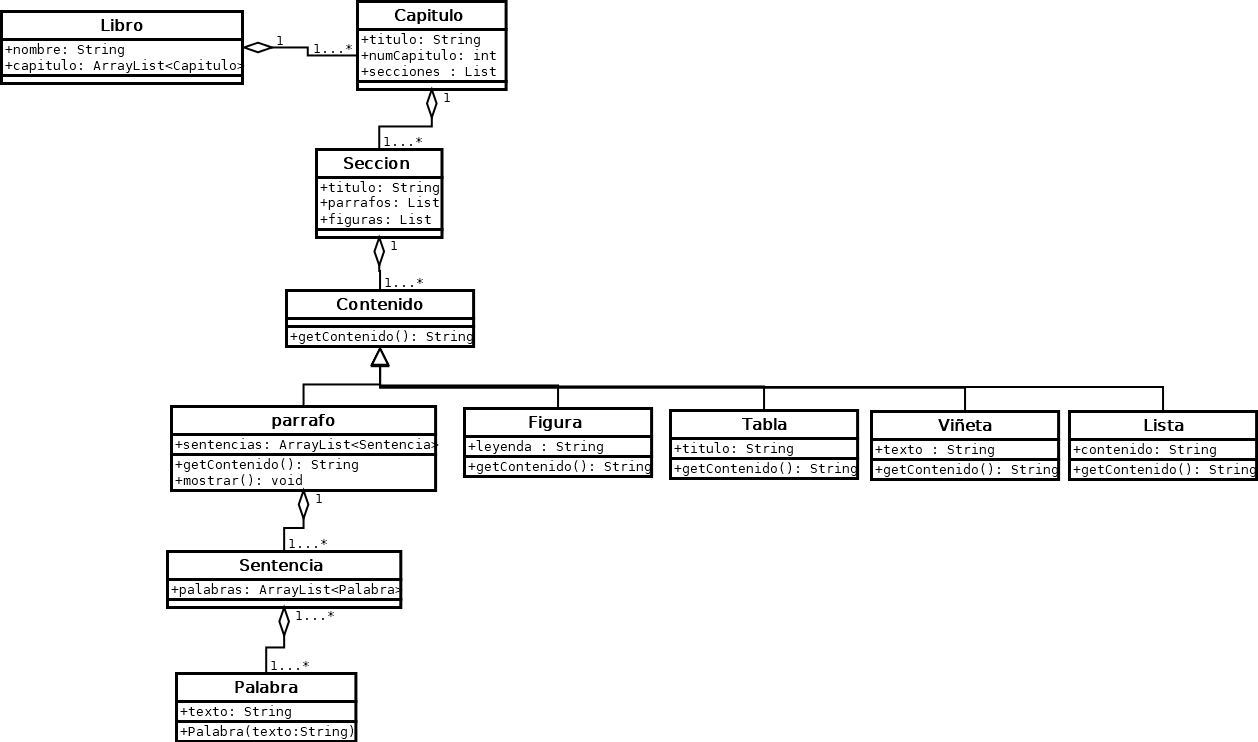 Libro
+nombre: String
+capitulo: ArrayList<Capitulo>
1
1...*
Capitulo
+titulo: String
+numCapitulo: int
+secciones : List
1
1...*
Seccion
+titulo: String
+parrafos: List
+figuras: List
1
1...*
Contenido
+getContenido(): String
parrafo
+sentencias: ArrayList<Sentencia>
+getContenido(): String
+mostrar(): void
Figura
+leyenda : String
+getContenido(): String
Tabla
+titulo: String
+getContenido(): String
Viñeta
+texto : String
+getContenido(): String
Lista
+contenido: String
+getContenido(): String
1
1...*
Sentencia
+palabras: ArrayList<Palabra>
1...*
1...*
Palabra
+texto: String
+Palabra(texto:String)